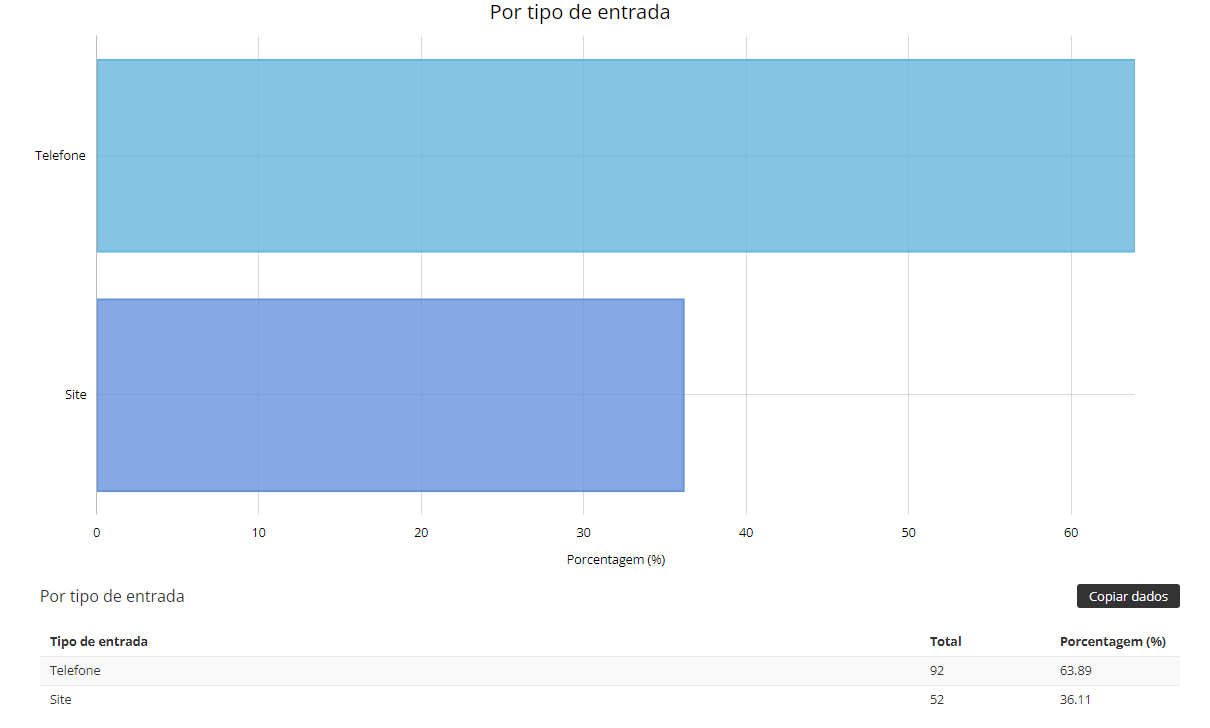 Por tipo de entrada
Telefone
Site
0 10 20 30 40 50 60
Porcentagem (%)
Por tipo de entrada Copiar dados
Tipo de entrada Total Porcentagem (%)
Telefone 92 63.89
Site 52 36.11